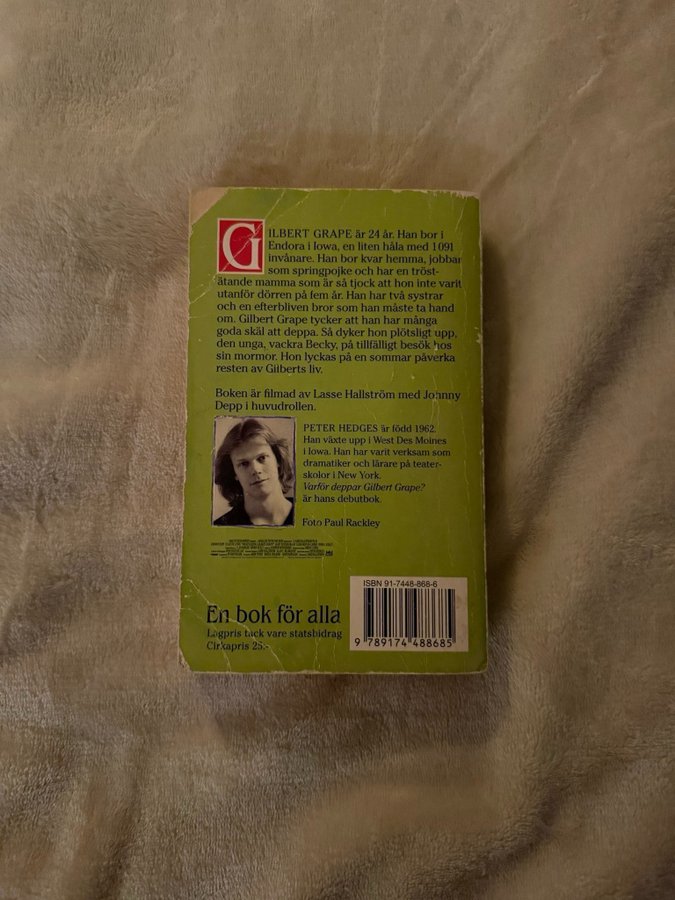 GILBERT GRAPE är 24 år. Han bor i
Endora i Iowa, en liten håla med 1 091
invånare. Han bor kvar hemma, jobbar
som springpojke och har en tröst-
ätande mamma som är så tjock att hon inte varit
utanför dörren på fem år. Han har två systrar
och en efterbliven bror som han måste ta hand
om. Gilbert Grape tycker att han har många
goda skäl att deppa. Så dyker hon plötsligt upp,
den unga, vackra Becky, på tillfälligt besök hos
sin mormor. Hon lyckas på en sommar påverka
resten av Gilberts liv.
Boken är filmad av Lasse Hallström med Johnny
Depp i huvudrollen.
PETER HEDGES är född 1962.
Han växte upp i West Des Moines
i Iowa. Han har varit verksam som
dramatiker och lärare på teater-
skolor i New York.
Varför deppar Gilbert Grape?
är hans debutbok.
Foto Paul Rackley
En bok för alla
Lågpris tack vare statsbidrag
Cirkapris 25:-
ISBN 91-7448-868-6
9 789174 488685